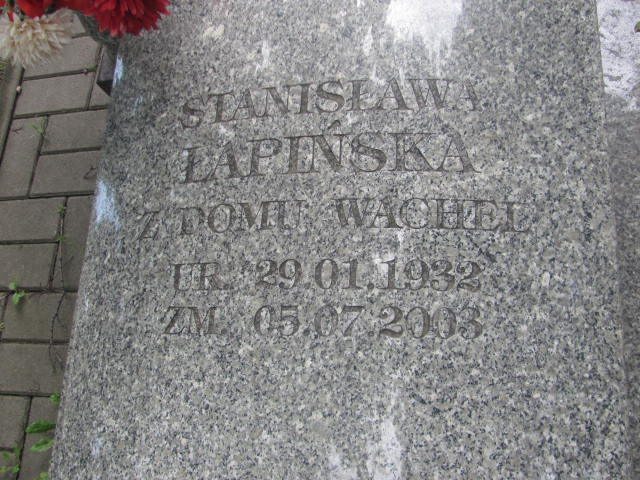 STANISŁAWA
ŁAPIŃSKA
Z DOMU WACHEL
UR. 29.01.1932
ZM. 05.07.2003